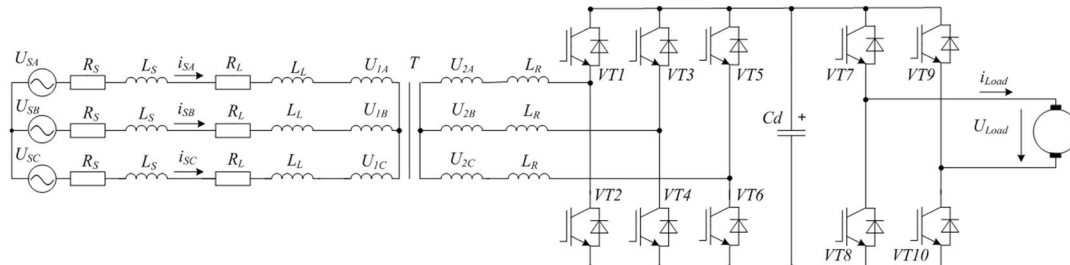 U_SA R_S L_S i_SA R_L L_L U_1A T U_2A L_R VT1 VT3 VT5 VT7 VT9
U_SB R_S L_S i_SB R_L L_L U_1B U_2B L_R Cd + i_Load
U_SC R_S L_S i_SC R_L L_L U_1C U_2C L_R U_Load
VT2 VT4 VT6 VT8 VT10